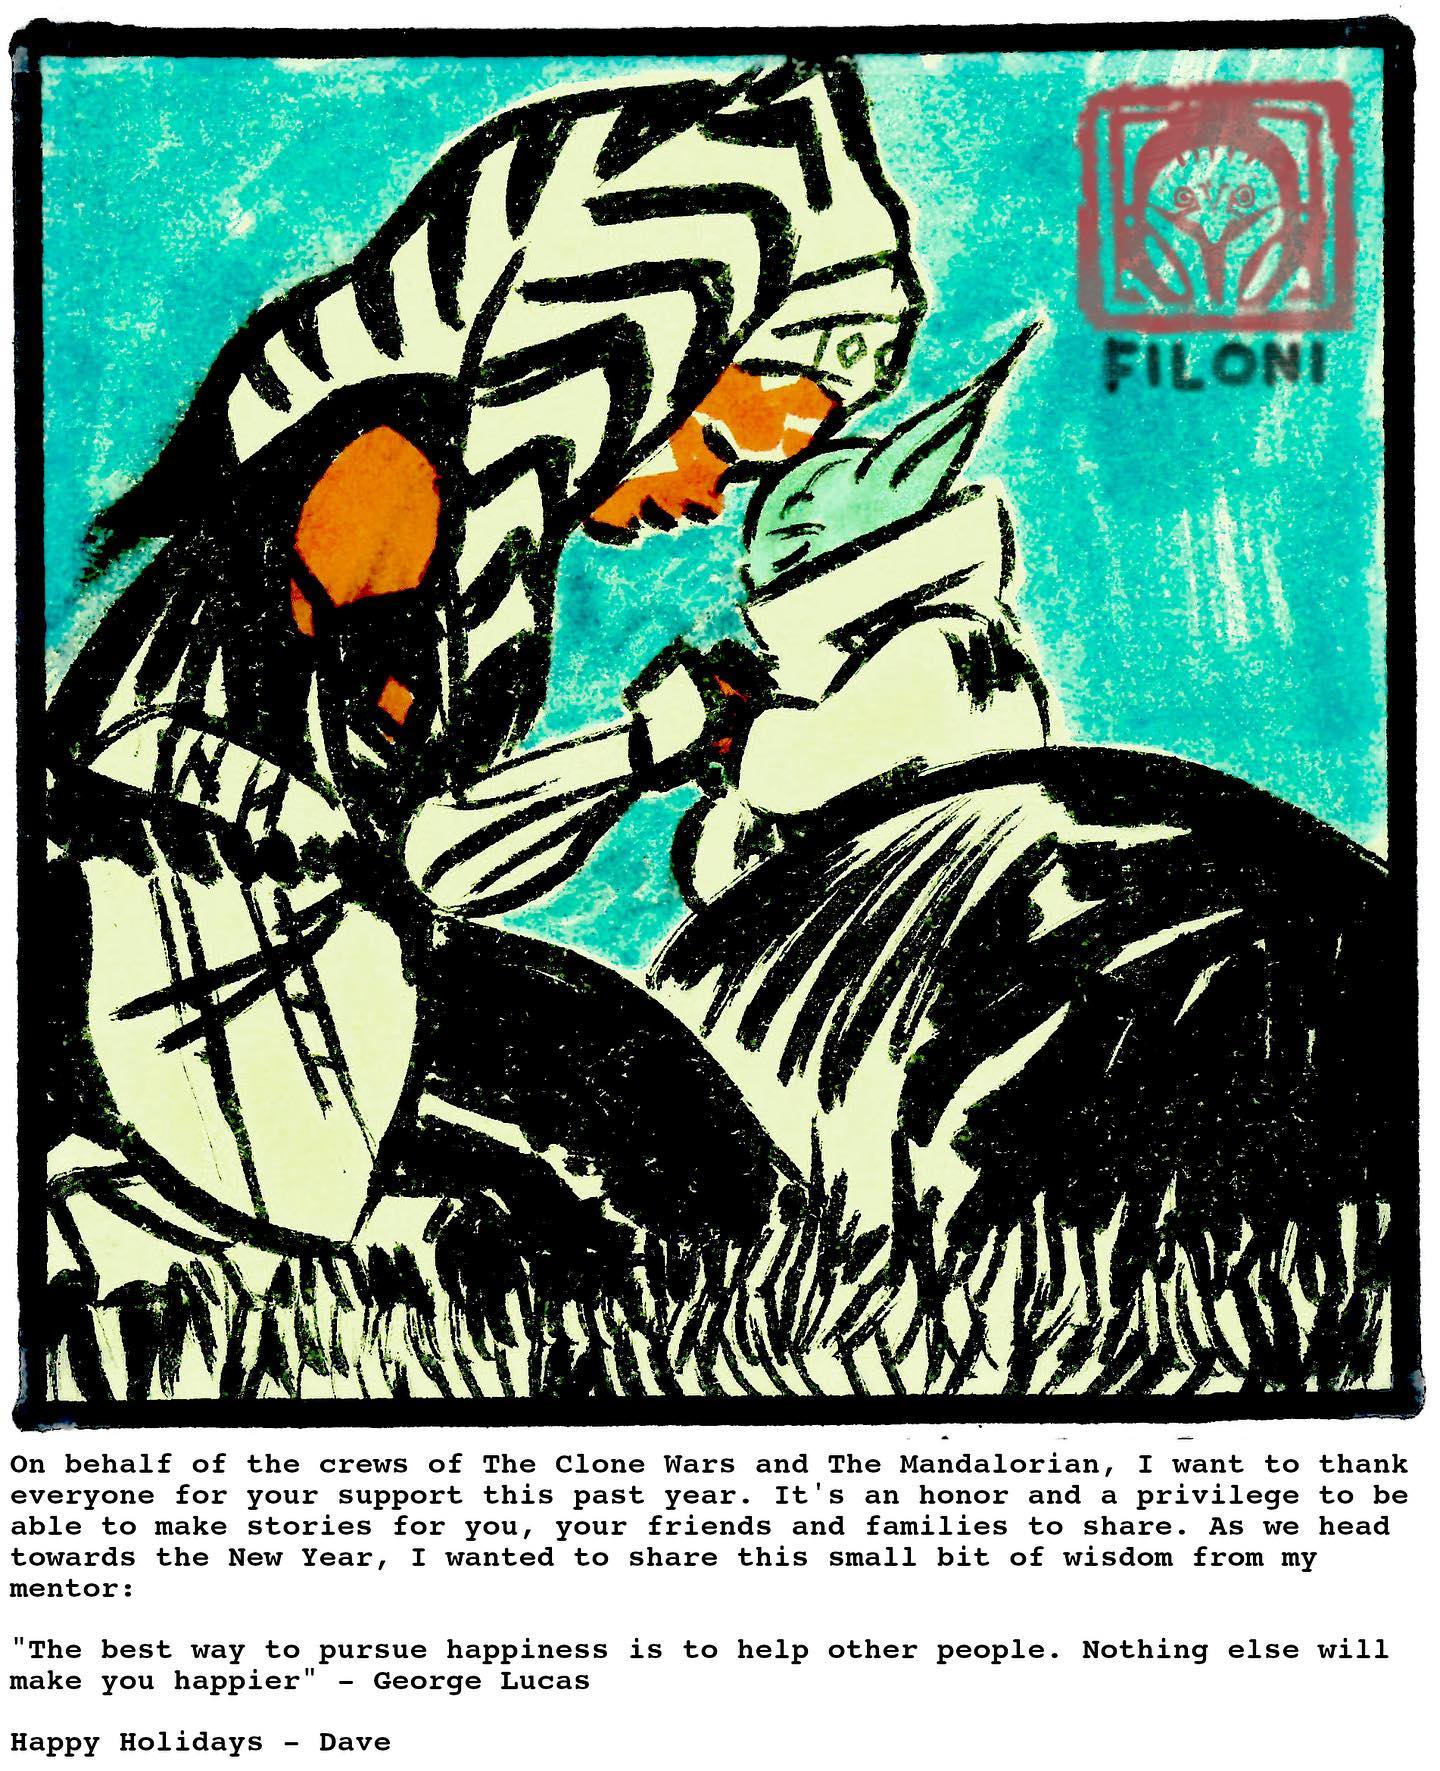 FILONI
On behalf of the crews of The Clone Wars and The Mandalorian, I want to thank
everyone for your support this past year. It's an honor and a privilege to be
able to make stories for you, your friends and families to share. As we head
towards the New Year, I wanted to share this small bit of wisdom from my
mentor:
"The best way to pursue happiness is to help other people. Nothing else will
make you happier" – George Lucas
Happy Holidays – Dave